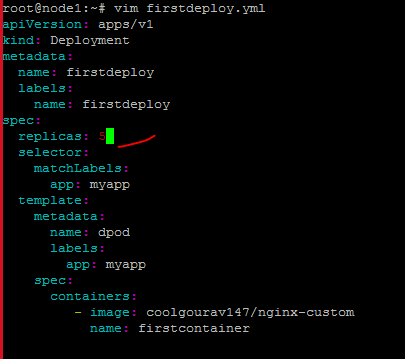 root@node1:~# vim firstdeploy.yml
apiVersion: apps/v1
kind: Deployment
metadata:
  name: firstdeploy
  labels:
    name: firstdeploy
spec:
  replicas: 5
  selector:
    matchLabels:
      app: myapp
  template:
    metadata:
      name: dpod
      labels:
        app: myapp
    spec:
      containers:
        - image: coolgourav147/nginx-custom
          name: firstcontainer